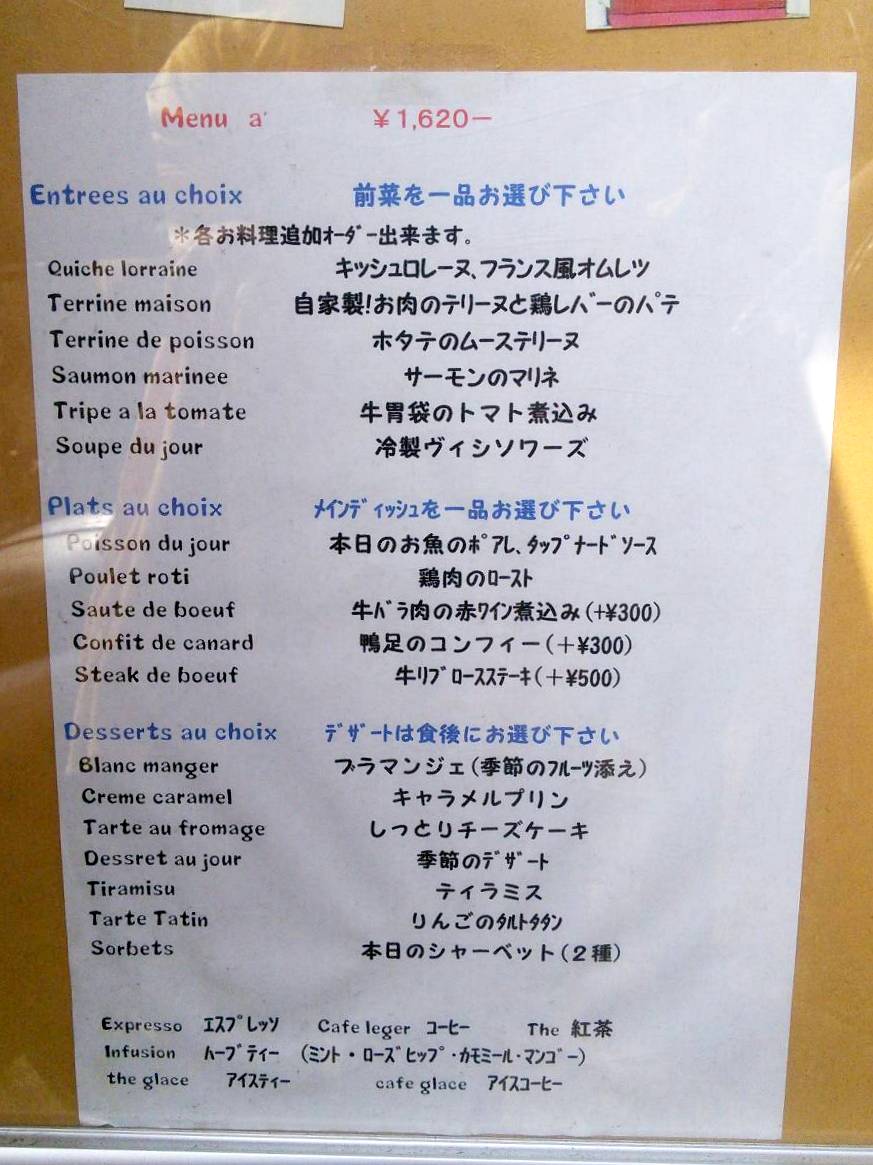 Menu a' ¥1,620－
Entrees au choix 前菜を一品お選び下さい
＊各お料理追加ｵｰﾀﾞｰ出来ます。
Quiche lorraine キッシュロレーヌ、フランス風オムレツ
Terrine maison 自家製!お肉のテリーヌと鶏レバーのパテ
Terrine de poisson ホタテのムーステリーヌ
Saumon marinee サーモンのマリネ
Tripe a la tomate 牛胃袋のトマト煮込み
Soupe du jour 冷製ヴィシソワーズ
Plats au choix ﾒｲﾝﾃﾞｨｯｼｭを一品お選び下さい
Poisson du jour 本日のお魚のﾎﾟｱﾚ、ﾀｯﾌﾟﾅｰﾄﾞｿｰｽ
Poulet roti 鶏肉のﾛｰｽﾄ
Saute de boeuf 牛ﾊﾞﾗ肉の赤ﾜｲﾝ煮込み(+¥300)
Confit de canard 鴨足のコンフィー(＋¥300)
Steak de boeuf 牛ﾘﾌﾞﾛｰｽｽﾃｰｷ(＋¥500)
Desserts au choix ﾃﾞｻﾞｰﾄは食後にお選び下さい
Blanc manger ブラマンジェ(季節のﾌﾙｰﾂ添え)
Creme caramel キャラメルプリン
Tarte au fromage しっとりチーズケーキ
Dessret au jour 季節のﾃﾞｻﾞｰﾄ
Tiramisu ティラミス
Tarte Tatin りんごのﾀﾙﾄﾀﾀﾝ
Sorbets 本日のシャーベット(２種)
Expresso ｴｽﾌﾟﾚｯｿ Cafe leger ｺｰﾋｰ The 紅茶
Infusion ﾊｰﾌﾞﾃｨｰ (ﾐﾝﾄ・ﾛｰｽﾞﾋｯﾌﾟ・ｶﾓﾐｰﾙ・ﾏﾝｺﾞｰ)
the glace ｱｲｽﾃｨｰ cafe glace ｱｲｽｺｰﾋｰ